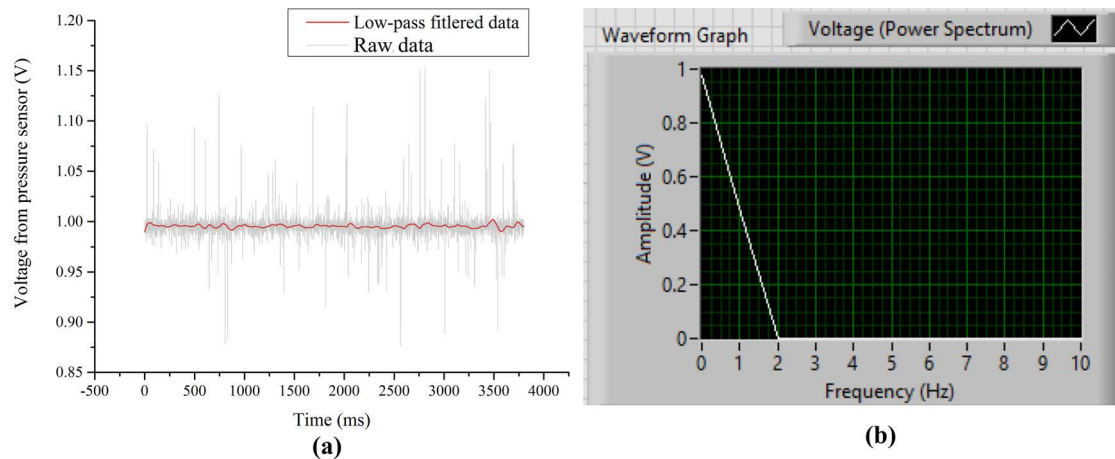 Low-pass fitlered data
Raw data
Voltage from pressure sensor (V)
1.20
1.15
1.10
1.05
1.00
0.95
0.90
0.85
-500 0 500 1000 1500 2000 2500 3000 3500 4000
Time (ms)
(a)
Waveform Graph
Voltage (Power Spectrum)
Amplitude (V)
1
0.8
0.6
0.4
0.2
0
0 1 2 3 4 5 6 7 8 9 10
Frequency (Hz)
(b)